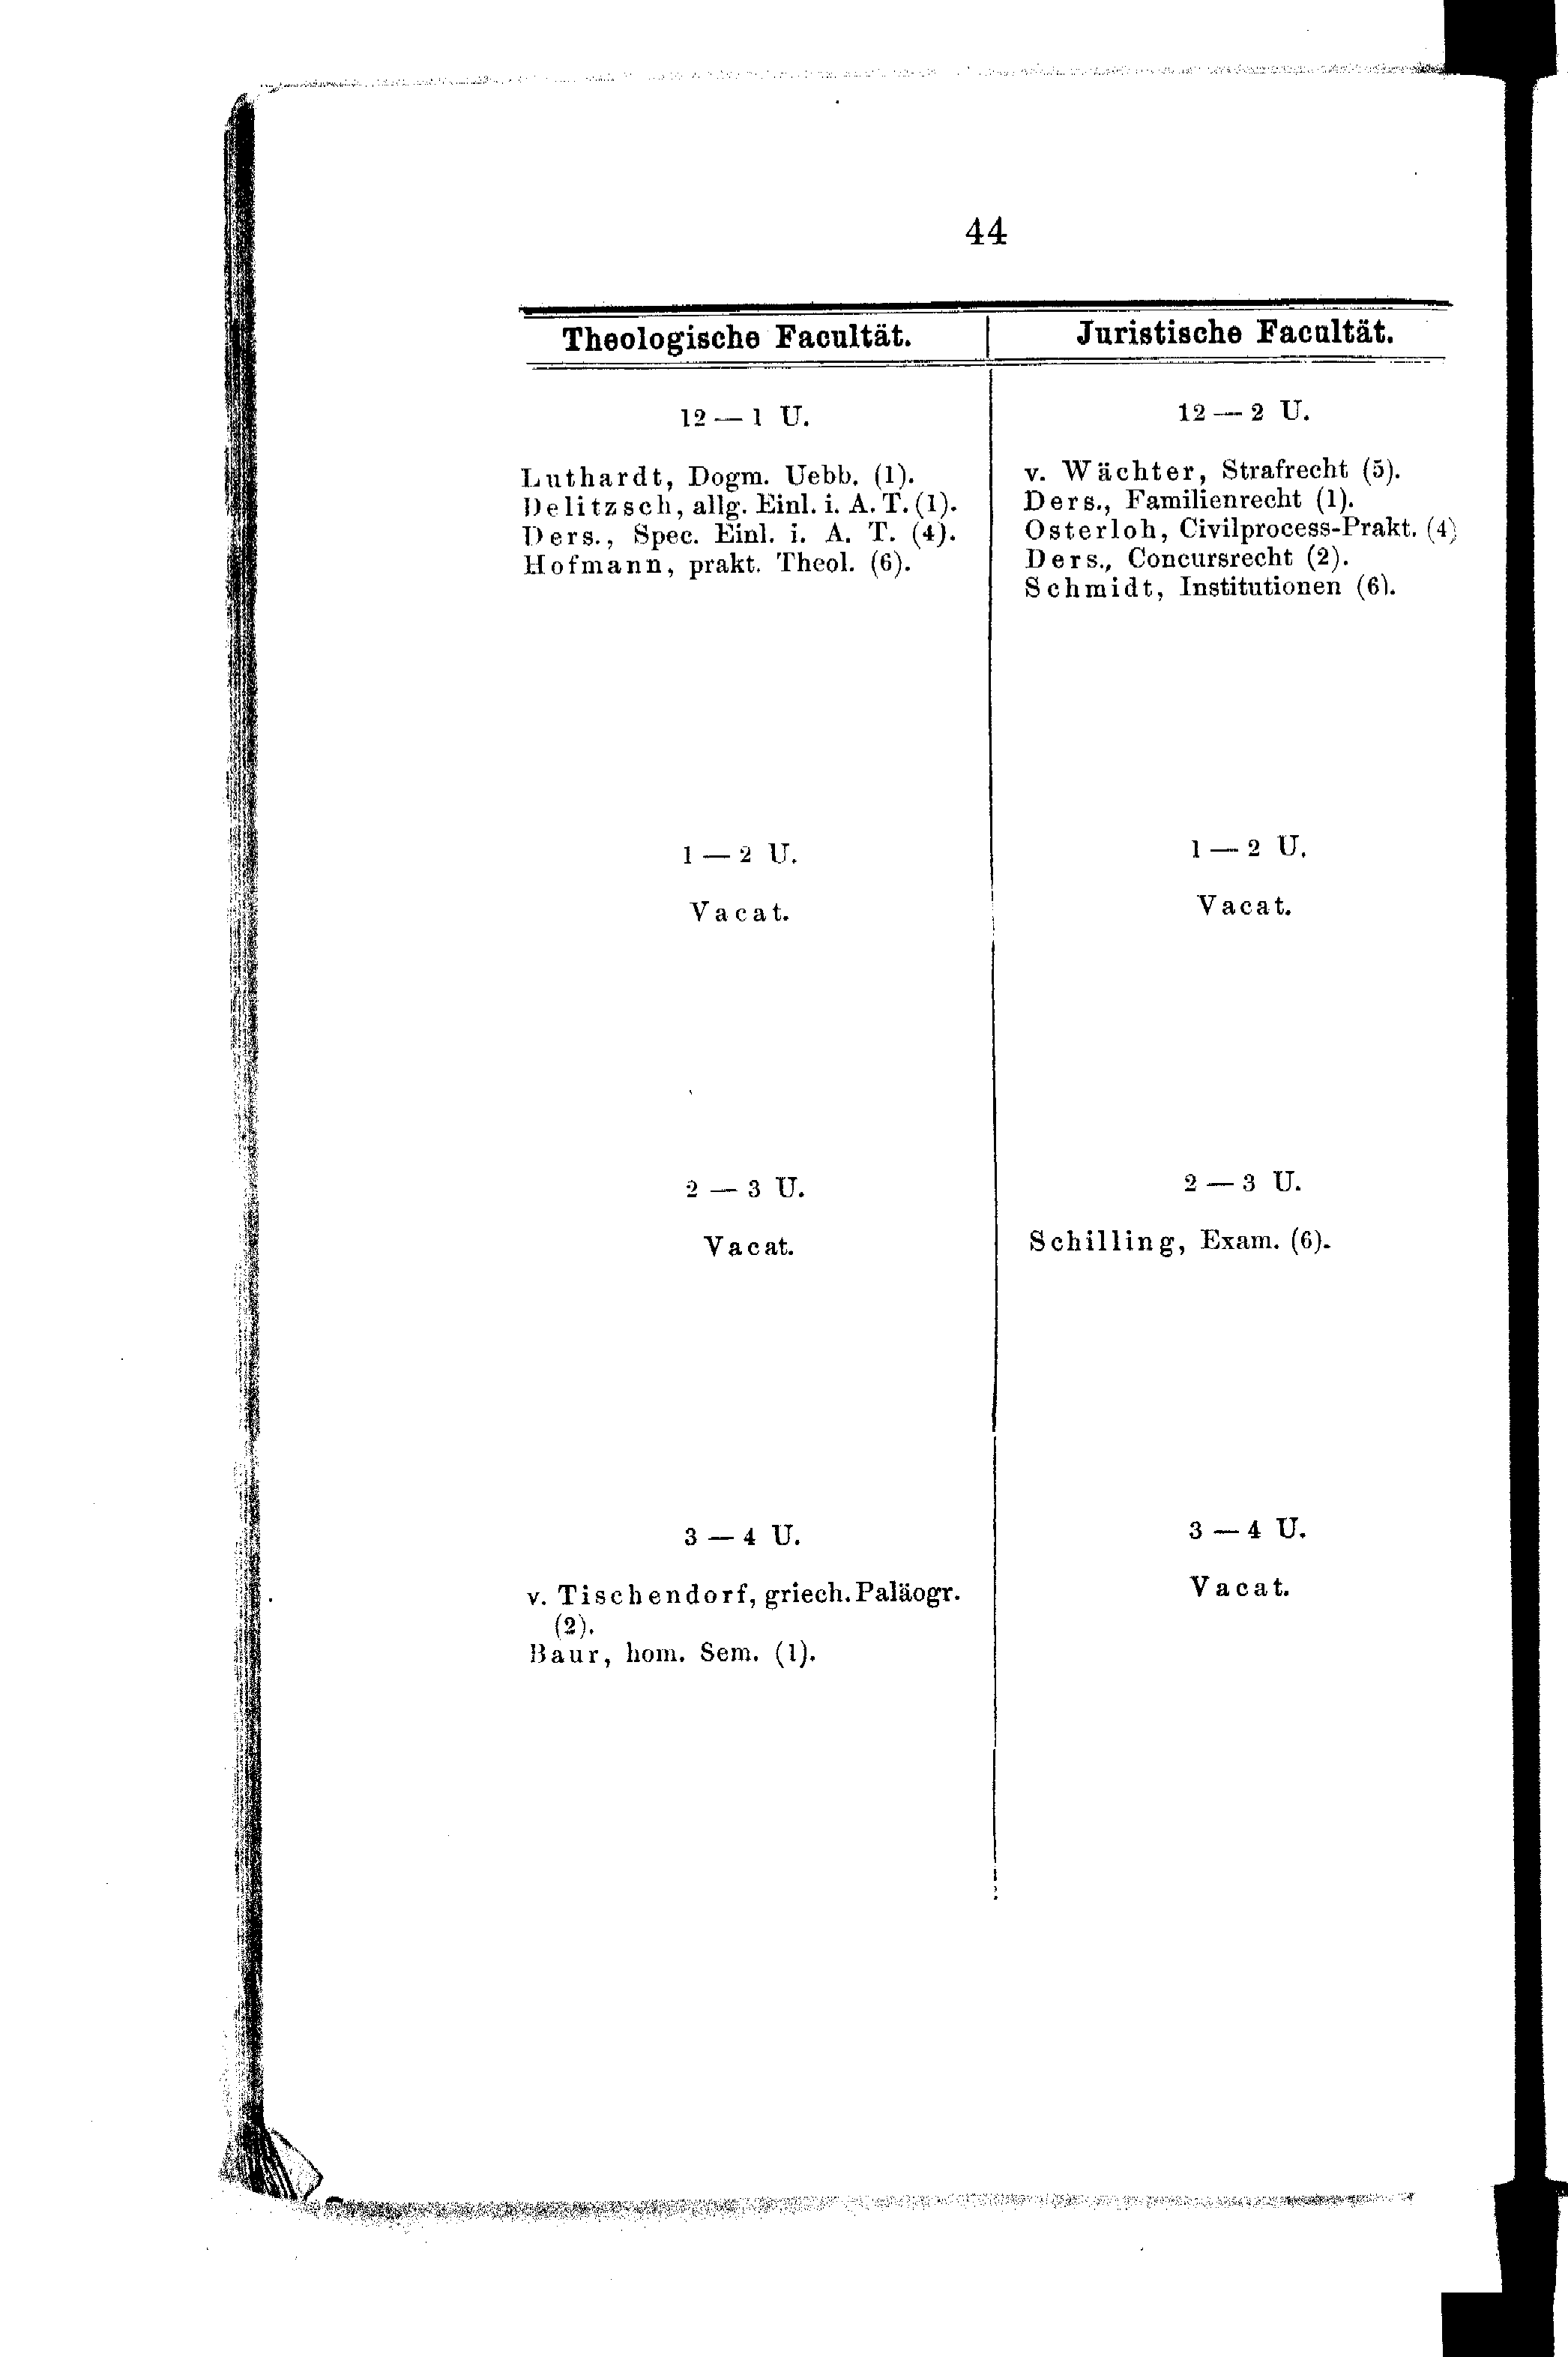 44
Theologische Facultät.
12 — 1 U.
Luthardt, Dogm. Uebb. (1).
Delitzsch, allg. Einl. i. A. T. (1).
Ders., Spec. Einl. i. A. T. (4).
Hofmann, prakt. Theol. (6).
1 — 2 U.
Vacat.
2 — 3 U.
Vacat.
3 — 4 U.
v. Tischendorf, griech. Paläogr.
(2).
Baur, hom. Sem. (1).
Juristische Facultät.
12 — 2 U.
v. Wächter, Strafrecht (5).
Ders., Familienrecht (1).
Osterloh, Civilprocess-Prakt. (4)
Ders., Concursrecht (2).
Schmidt, Institutionen (6).
1 — 2 U.
Vacat.
2 — 3 U.
Schilling, Exam. (6).
3 — 4 U.
Vacat.